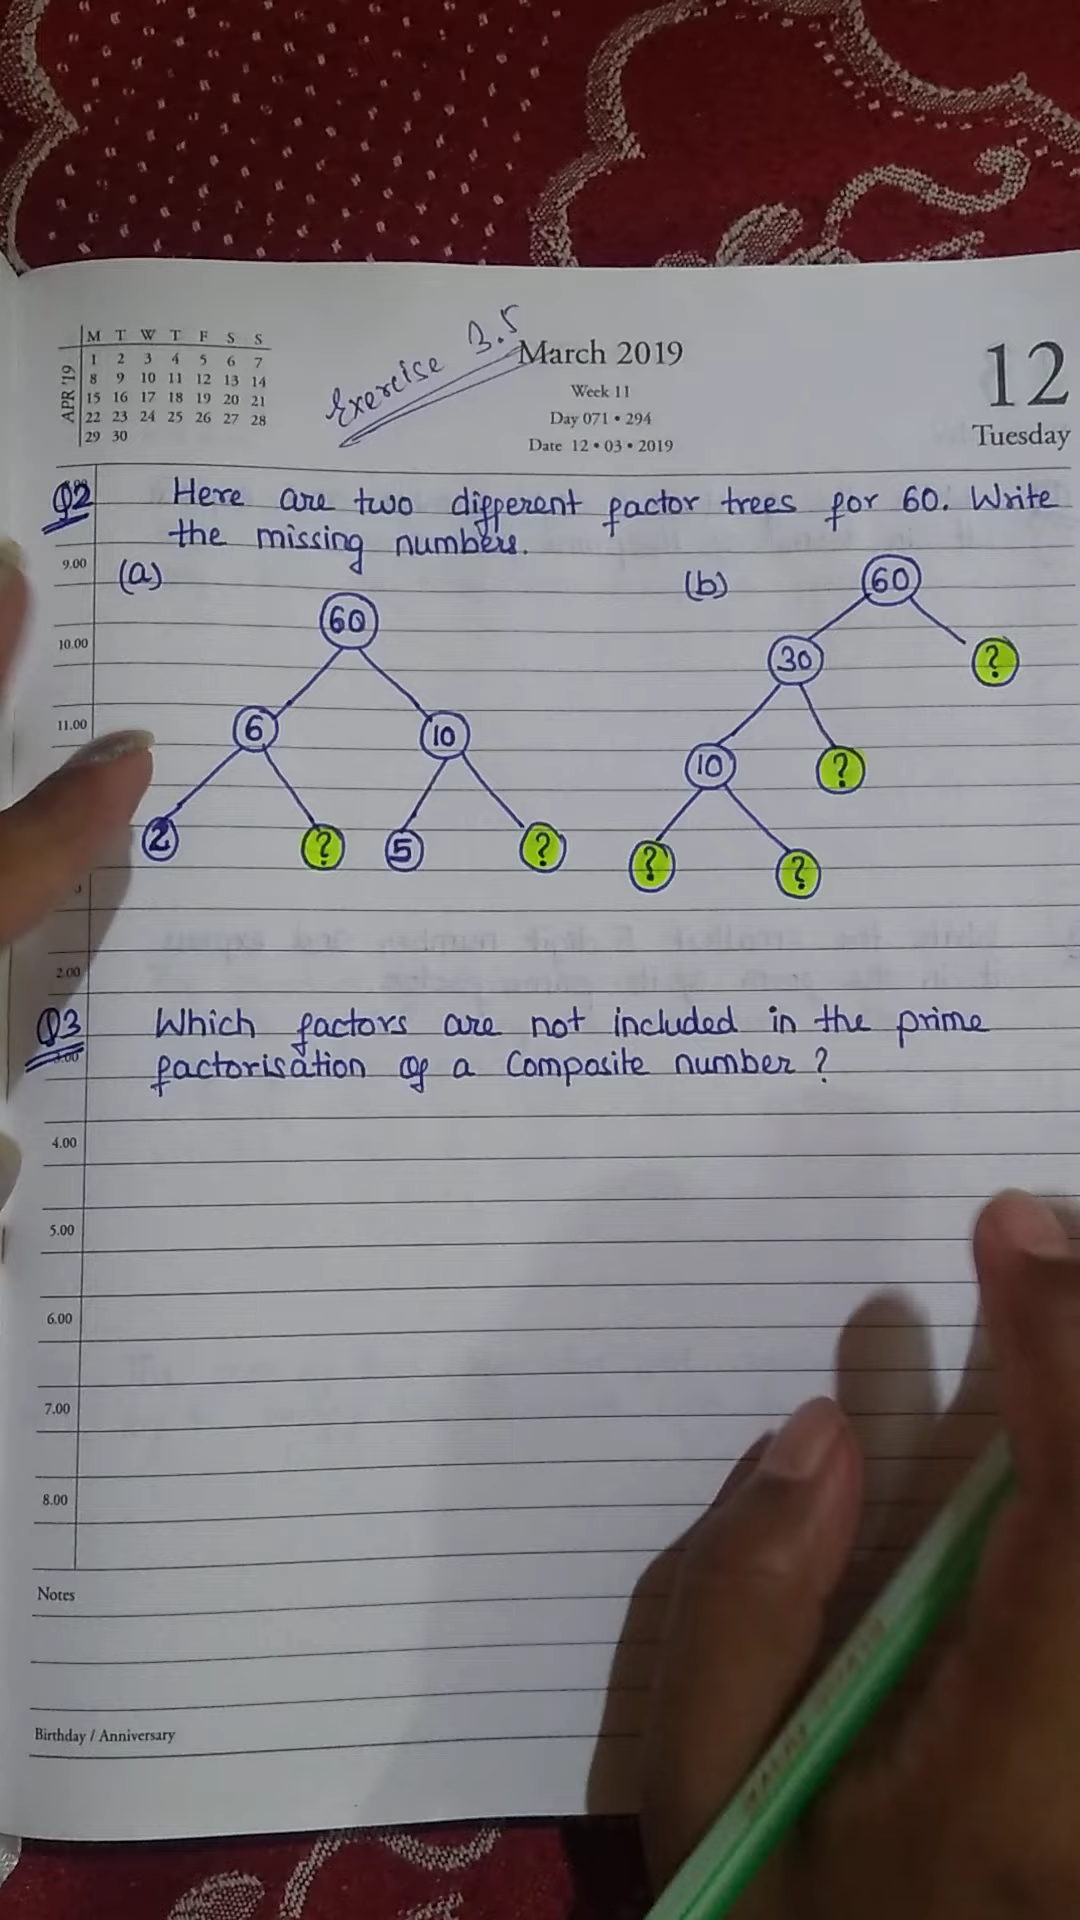 M T W T F S S
1 2 3 4 5 6 7
8 9 10 11 12 13 14
15 16 17 18 19 20 21
22 23 24 25 26 27 28
29 30
APR '19
Exercise 3.5
March 2019
Week 11
Day 071 • 294
Date 12 • 03 • 2019
12
Tuesday
Q2 Here are two different factor trees for 60. Write
the missing numbers.
9.00
(a) (b)
60 60
10.00
30 ?
11.00
6 10 10 ?
2 ? 5 ? ? ?
2.00
Q3 Which factors are not included in the prime
3.00
factorisation of a Composite number ?
4.00
5.00
6.00
7.00
8.00
Notes
Birthday / Anniversary